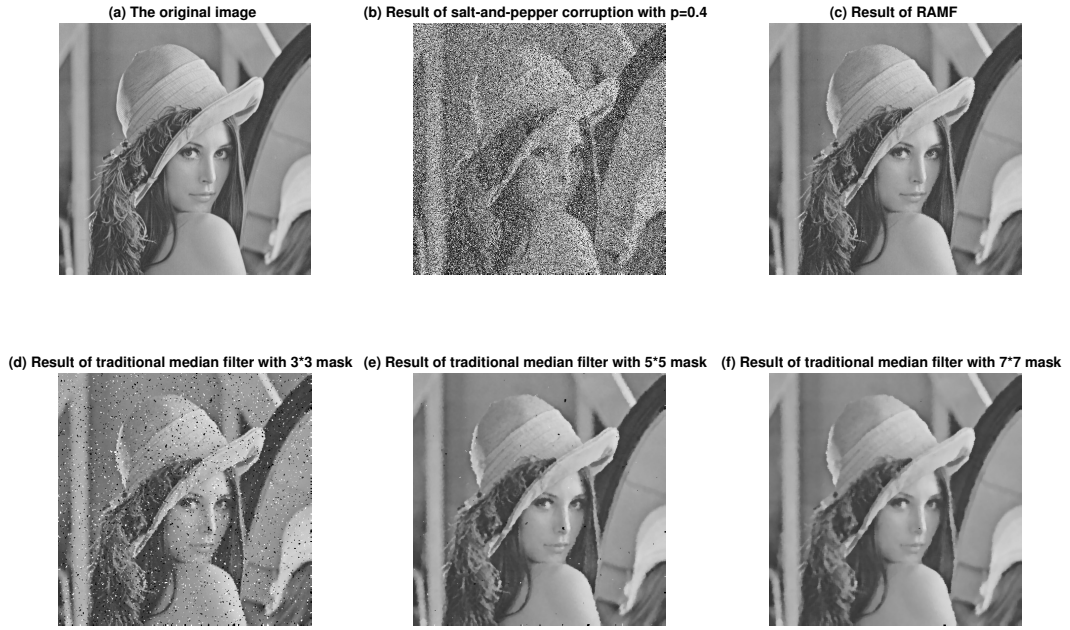 (a) The original image
(b) Result of salt-and-pepper corruption with p=0.4
(c) Result of RAMF
(d) Result of traditional median filter with 3*3 mask
(e) Result of traditional median filter with 5*5 mask
(f) Result of traditional median filter with 7*7 mask